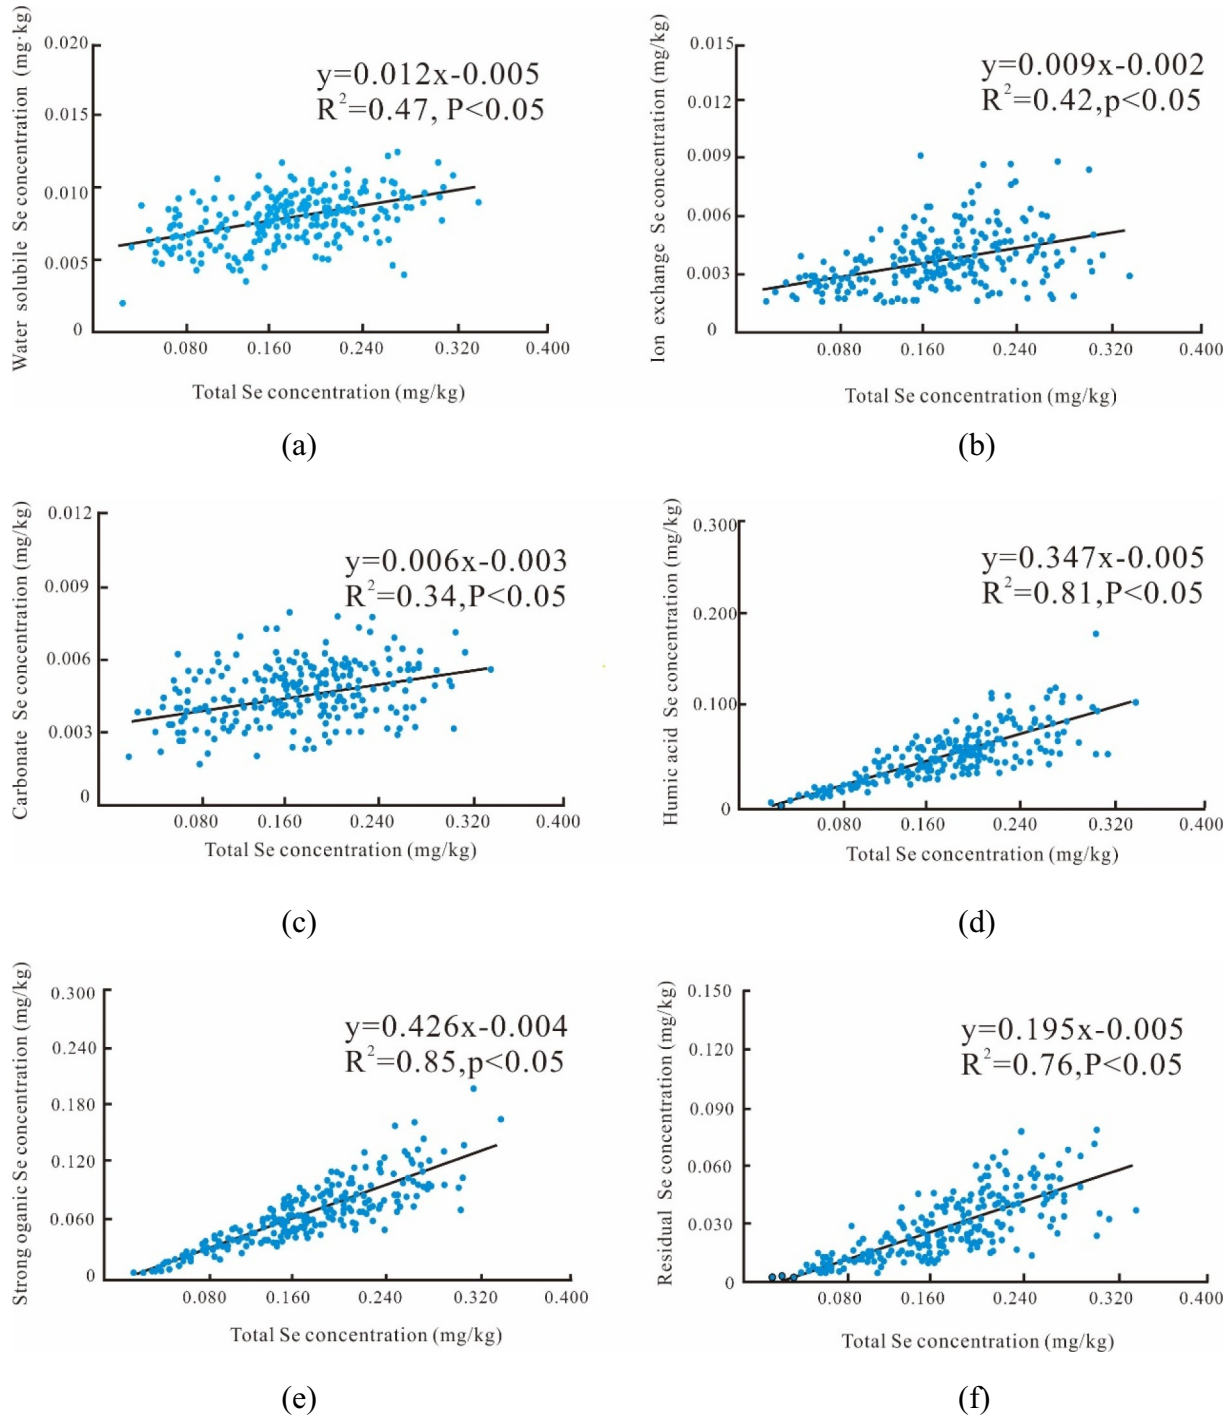 Water solubile Se concentration (mg·kg)
0.020
0.015
0.010
0.005
0
y=0.012x-0.005
R²=0.47, P<0.05
0.080 0.160 0.240 0.320 0.400
Total Se concentration (mg/kg)
(a)
Ion exchange Se concentration (mg/kg)
0.015
0.012
0.009
0.006
0.003
0
y=0.009x-0.002
R²=0.42,p<0.05
0.080 0.160 0.240 0.320 0.400
Total Se concentration (mg/kg)
(b)
Carbonate Se concentration (mg/kg)
0.012
0.009
0.006
0.003
0
y=0.006x-0.003
R²=0.34,P<0.05
0.080 0.160 0.240 0.320 0.400
Total Se concentration (mg/kg)
(c)
Humic acid Se concentration (mg/kg)
0.300
0.200
0.100
0
y=0.347x-0.005
R²=0.81,P<0.05
0.080 0.160 0.240 0.320 0.400
Total Se concentration (mg/kg)
(d)
Strong oganic Se concentration (mg/kg)
0.300
0.240
0.180
0.120
0.060
0
y=0.426x-0.004
R²=0.85,p<0.05
0.080 0.160 0.240 0.320 0.400
Total Se concentration (mg/kg)
(e)
Residual Se concentration (mg/kg)
0.150
0.120
0.090
0.060
0.030
0
y=0.195x-0.005
R²=0.76,P<0.05
0.080 0.160 0.240 0.320 0.400
Total Se concentration (mg/kg)
(f)